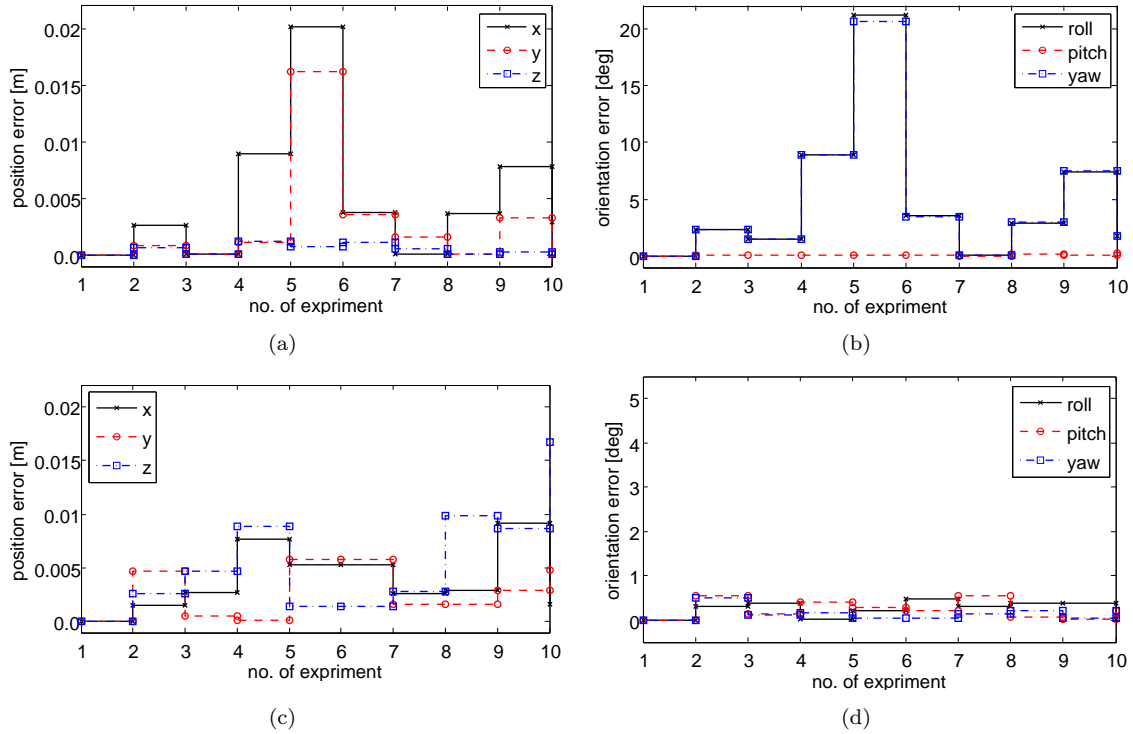 0.02
0.015
0.01
0.005
0.0
position error [m]
x
y
z
1 2 3 4 5 6 7 8 9 10
no. of expriment
(a)
20
15
10
5
0
orientation error [deg]
roll
pitch
yaw
1 2 3 4 5 6 7 8 9 10
no. of expriment
(b)
0.02
0.015
0.01
0.005
0.0
position error [m]
x
y
z
1 2 3 4 5 6 7 8 9 10
no. of expriment
(c)
5
4
3
2
1
0
orientation error [deg]
roll
pitch
yaw
1 2 3 4 5 6 7 8 9 10
no. of expriment
(d)